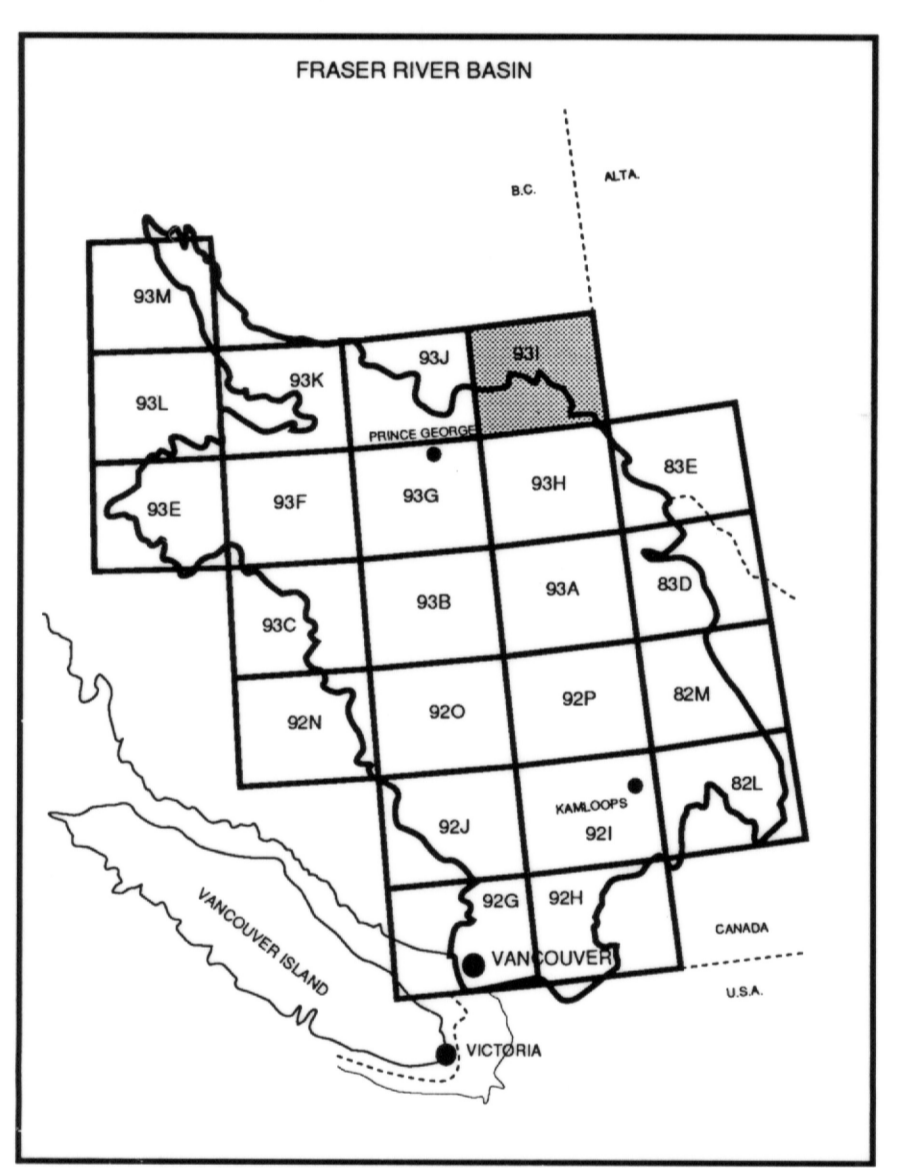 FRASER RIVER BASIN
B.C. ALTA.
93M
93L
93K
93J
93I
PRINCE GEORGE
93E
93F
93G
93H
83E
93C
93B
93A
83D
92N
92O
92P
82M
92J
KAMLOOPS
92I
82L
92G
92H
VANCOUVER ISLAND
VANCOUVER
CANADA
U.S.A.
VICTORIA